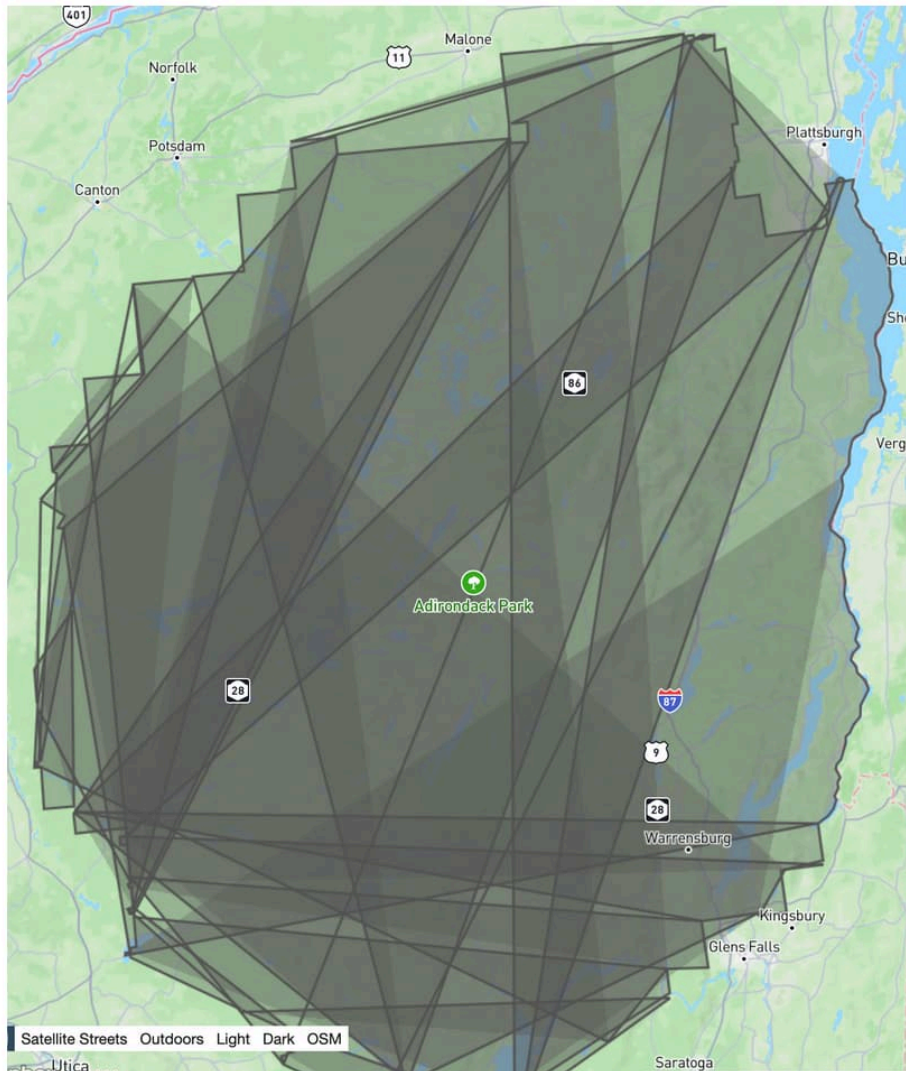 401
Malone
11
Norfolk
Plattsburgh
Potsdam
Canton
Bu
She
86
Verg
Adirondack Park
28
87
9
28
Warrensburg
Kingsbury
Glens Falls
Satellite Streets Outdoors Light Dark OSM
Utica
Saratoga